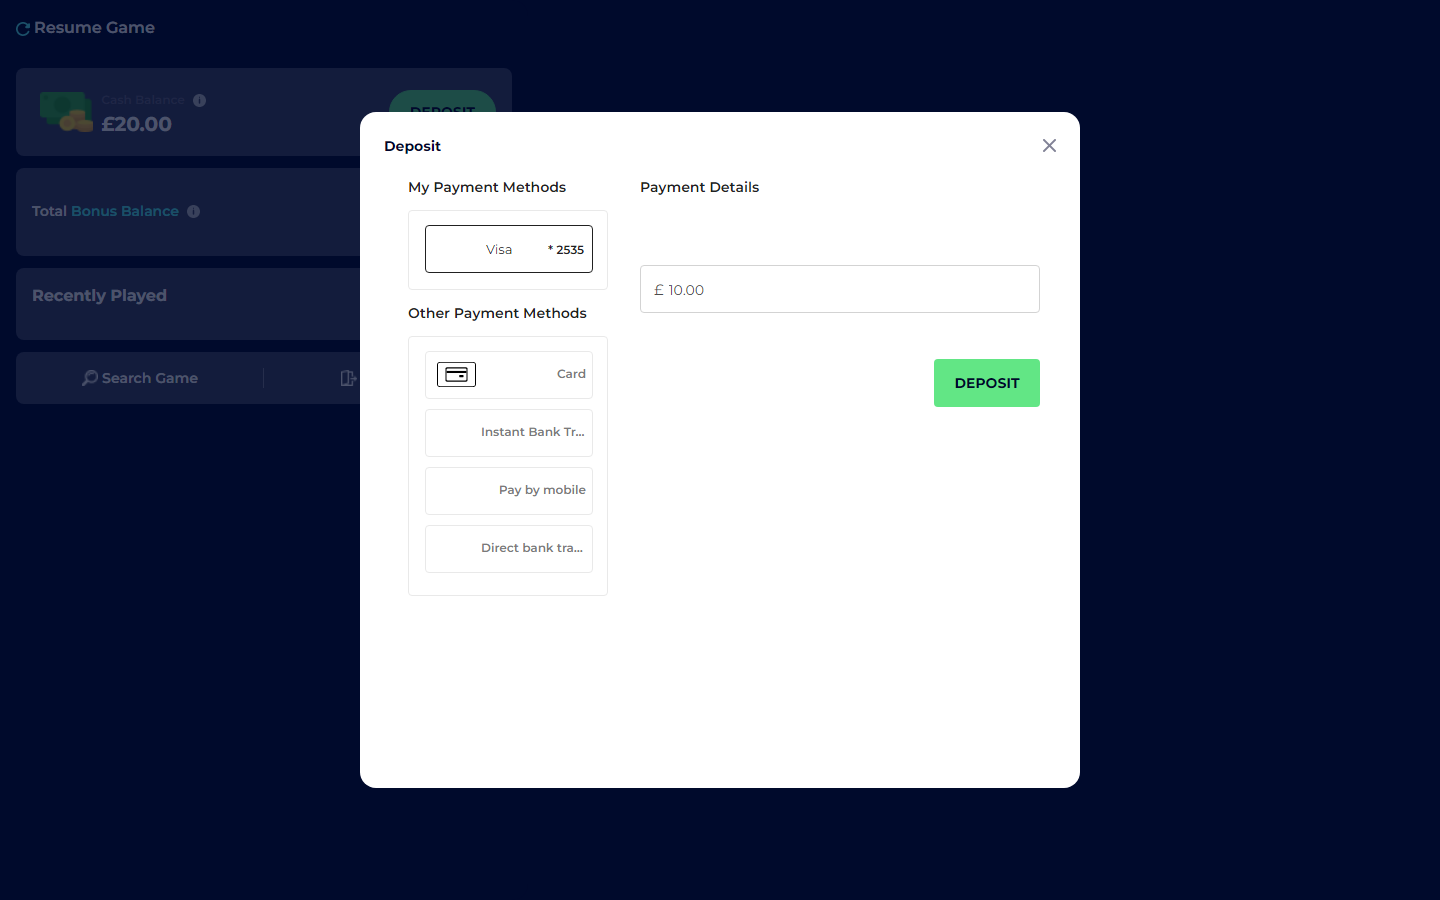 Resume Game
Cash Balance
£20.00
DEPOSIT
Total Bonus Balance
Recently Played
Search Game
Deposit
My Payment Methods
Visa * 2535
Other Payment Methods
Card
Instant Bank Tr...
Pay by mobile
Direct bank tra...
Payment Details
£ 10.00
DEPOSIT